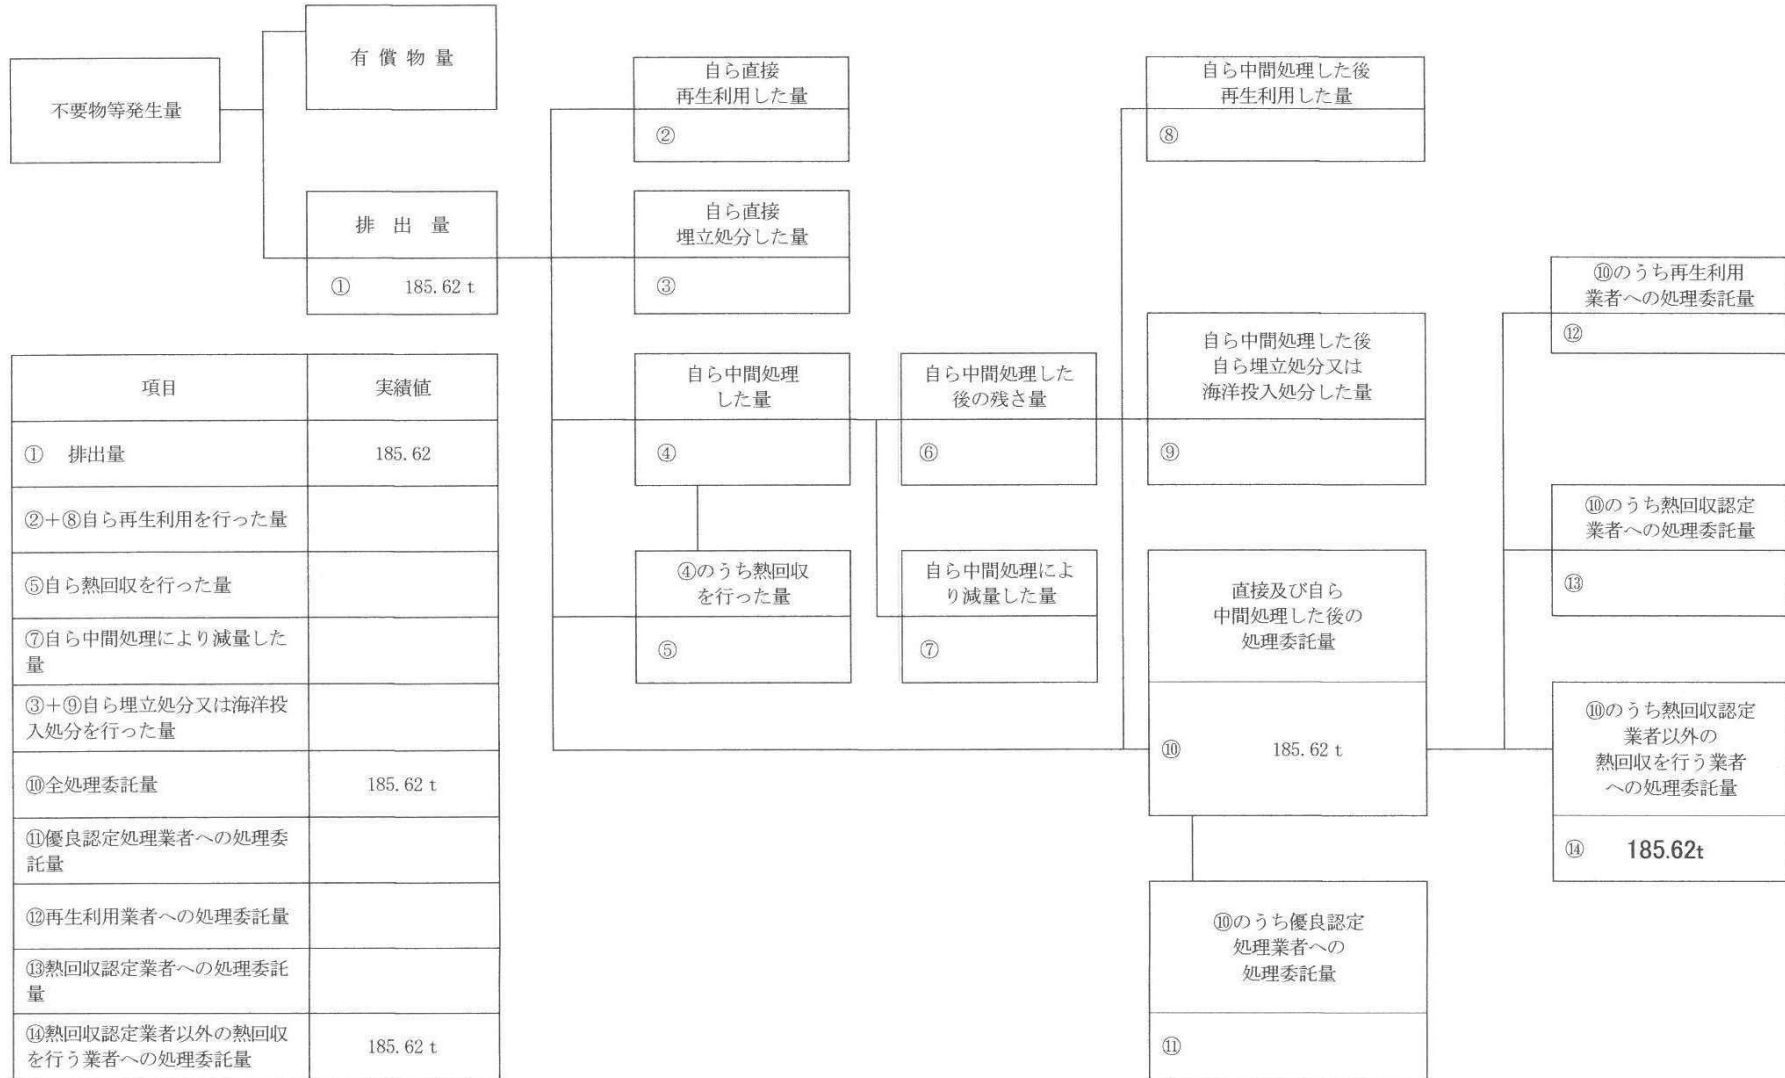 不要物等発生量
有 償 物 量
排 出 量
① 185.62 t
自ら直接
再生利用した量
②
自ら直接
埋立処分した量
③
自ら中間処理
した量
④
④のうち熱回収
を行った量
⑤
自ら中間処理した
後の残さ量
⑥
自ら中間処理によ
り減量した量
⑦
自ら中間処理した後
再生利用した量
⑧
自ら中間処理した後
自ら埋立処分又は
海洋投入処分した量
⑨
直接及び自ら
中間処理した後の
処理委託量
⑩ 185.62 t
⑩のうち優良認定
処理業者への
処理委託量
⑪
⑩のうち再生利用
業者への処理委託量
⑫
⑩のうち熱回収認定
業者への処理委託量
⑬
⑩のうち熱回収認定
業者以外の
熱回収を行う業者
への処理委託量
⑭ 185.62t
項目 実績値
① 排出量 185.62
②+⑧自ら再生利用を行った量
⑤自ら熱回収を行った量
⑦自ら中間処理により減量した
量
③+⑨自ら埋立処分又は海洋投
入処分を行った量
⑩全処理委託量 185.62 t
⑪優良認定処理業者への処理委
託量
⑫再生利用業者への処理委託量
⑬熱回収認定業者への処理委託
量
⑭熱回収認定業者以外の熱回収
を行う業者への処理委託量 185.62 t